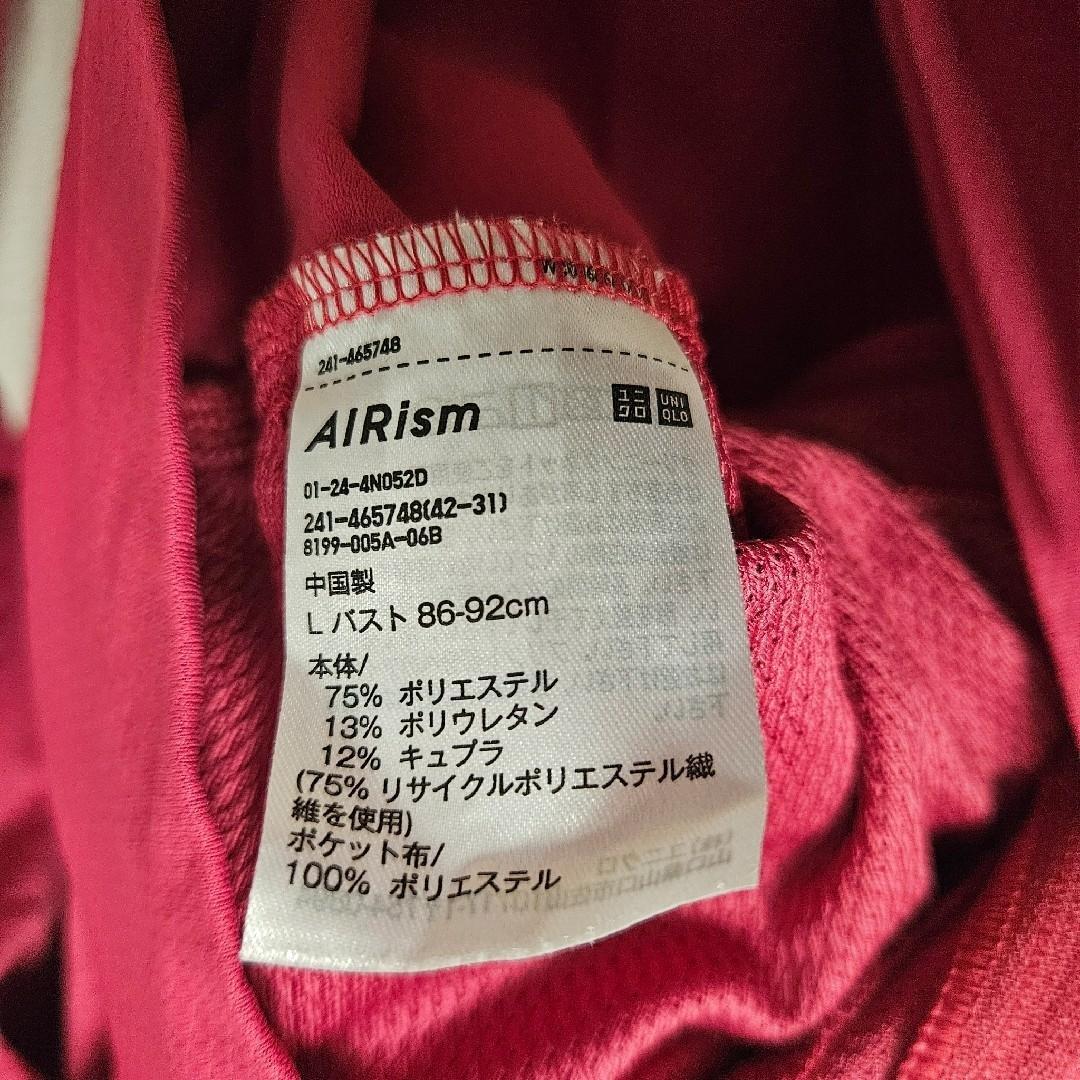 241-465748
AIRism ユニクロ UNIQLO
01-24-4N052D
241-465748(42-31)
8199-005A-06B
中国製
L バスト 86-92cm
本体/
75% ポリエステル
13% ポリウレタン
12% キュプラ
(75% リサイクルポリエステル繊
維を使用)
ポケット布/
100% ポリエステル